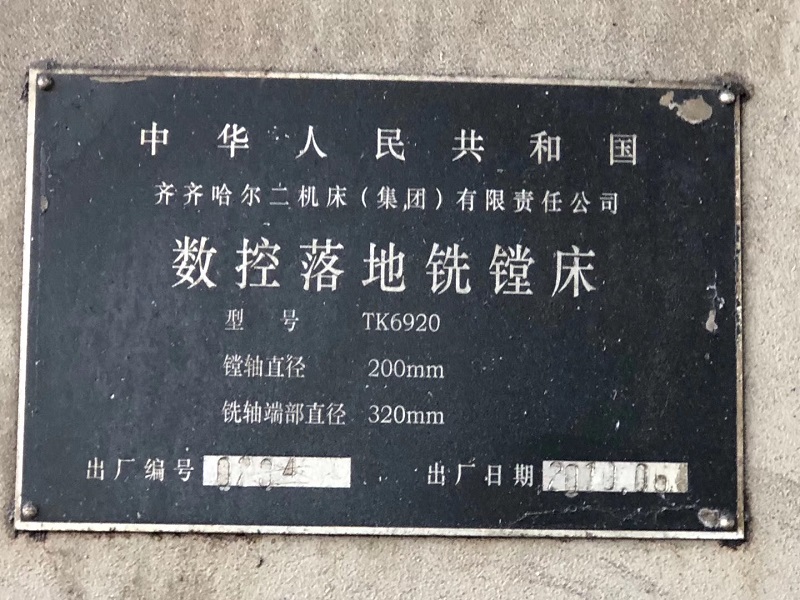 中华人民共和国
齐齐哈尔二机床(集团)有限责任公司
数控落地铣镗床
型号 TK6920
镗轴直径 200mm
铣轴端部直径 320mm
出厂编号
出厂日期